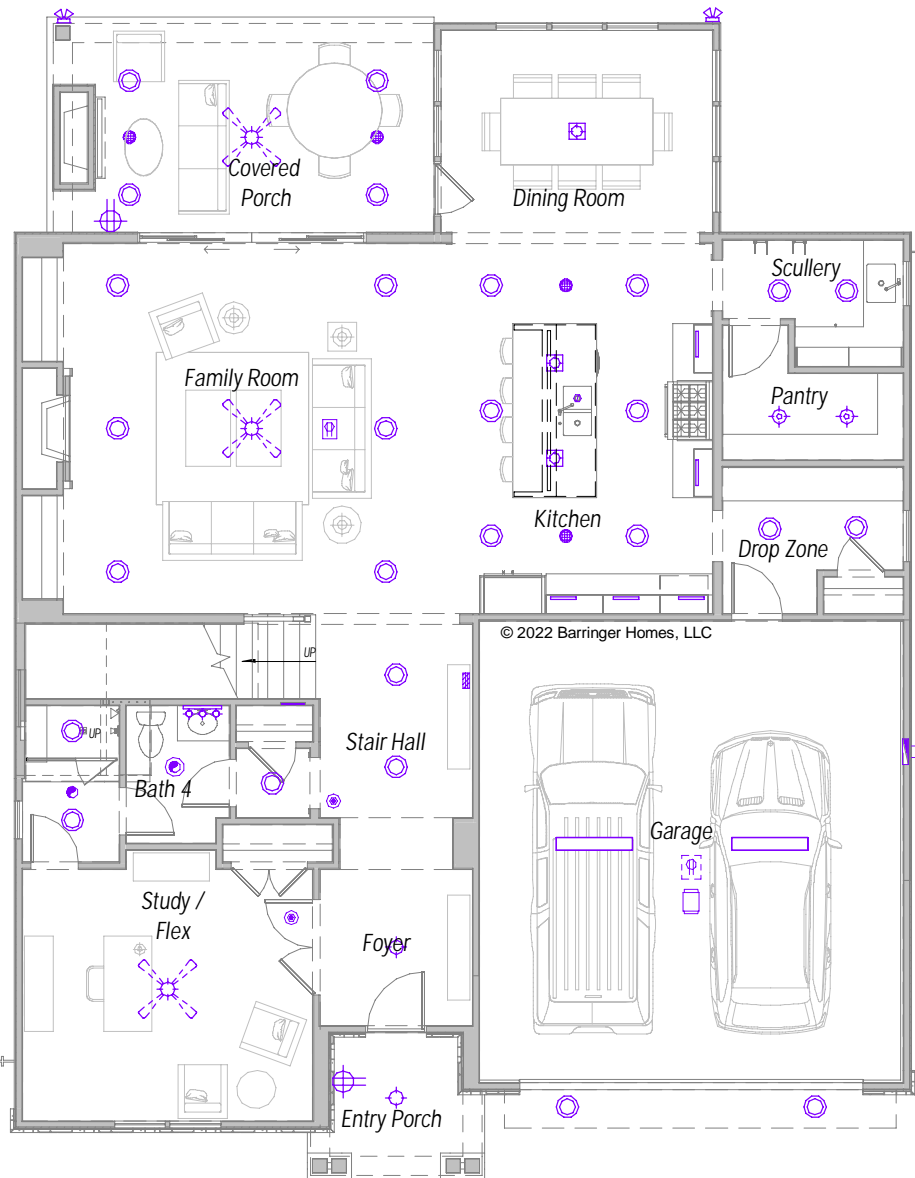 Covered
Porch
Dining Room
Scullery
Family Room
Pantry
Kitchen
Drop Zone
© 2022 Barringer Homes, LLC
UP
UP
Stair Hall
Bath 4
Garage
Study /
Flex
Foyer
Entry Porch